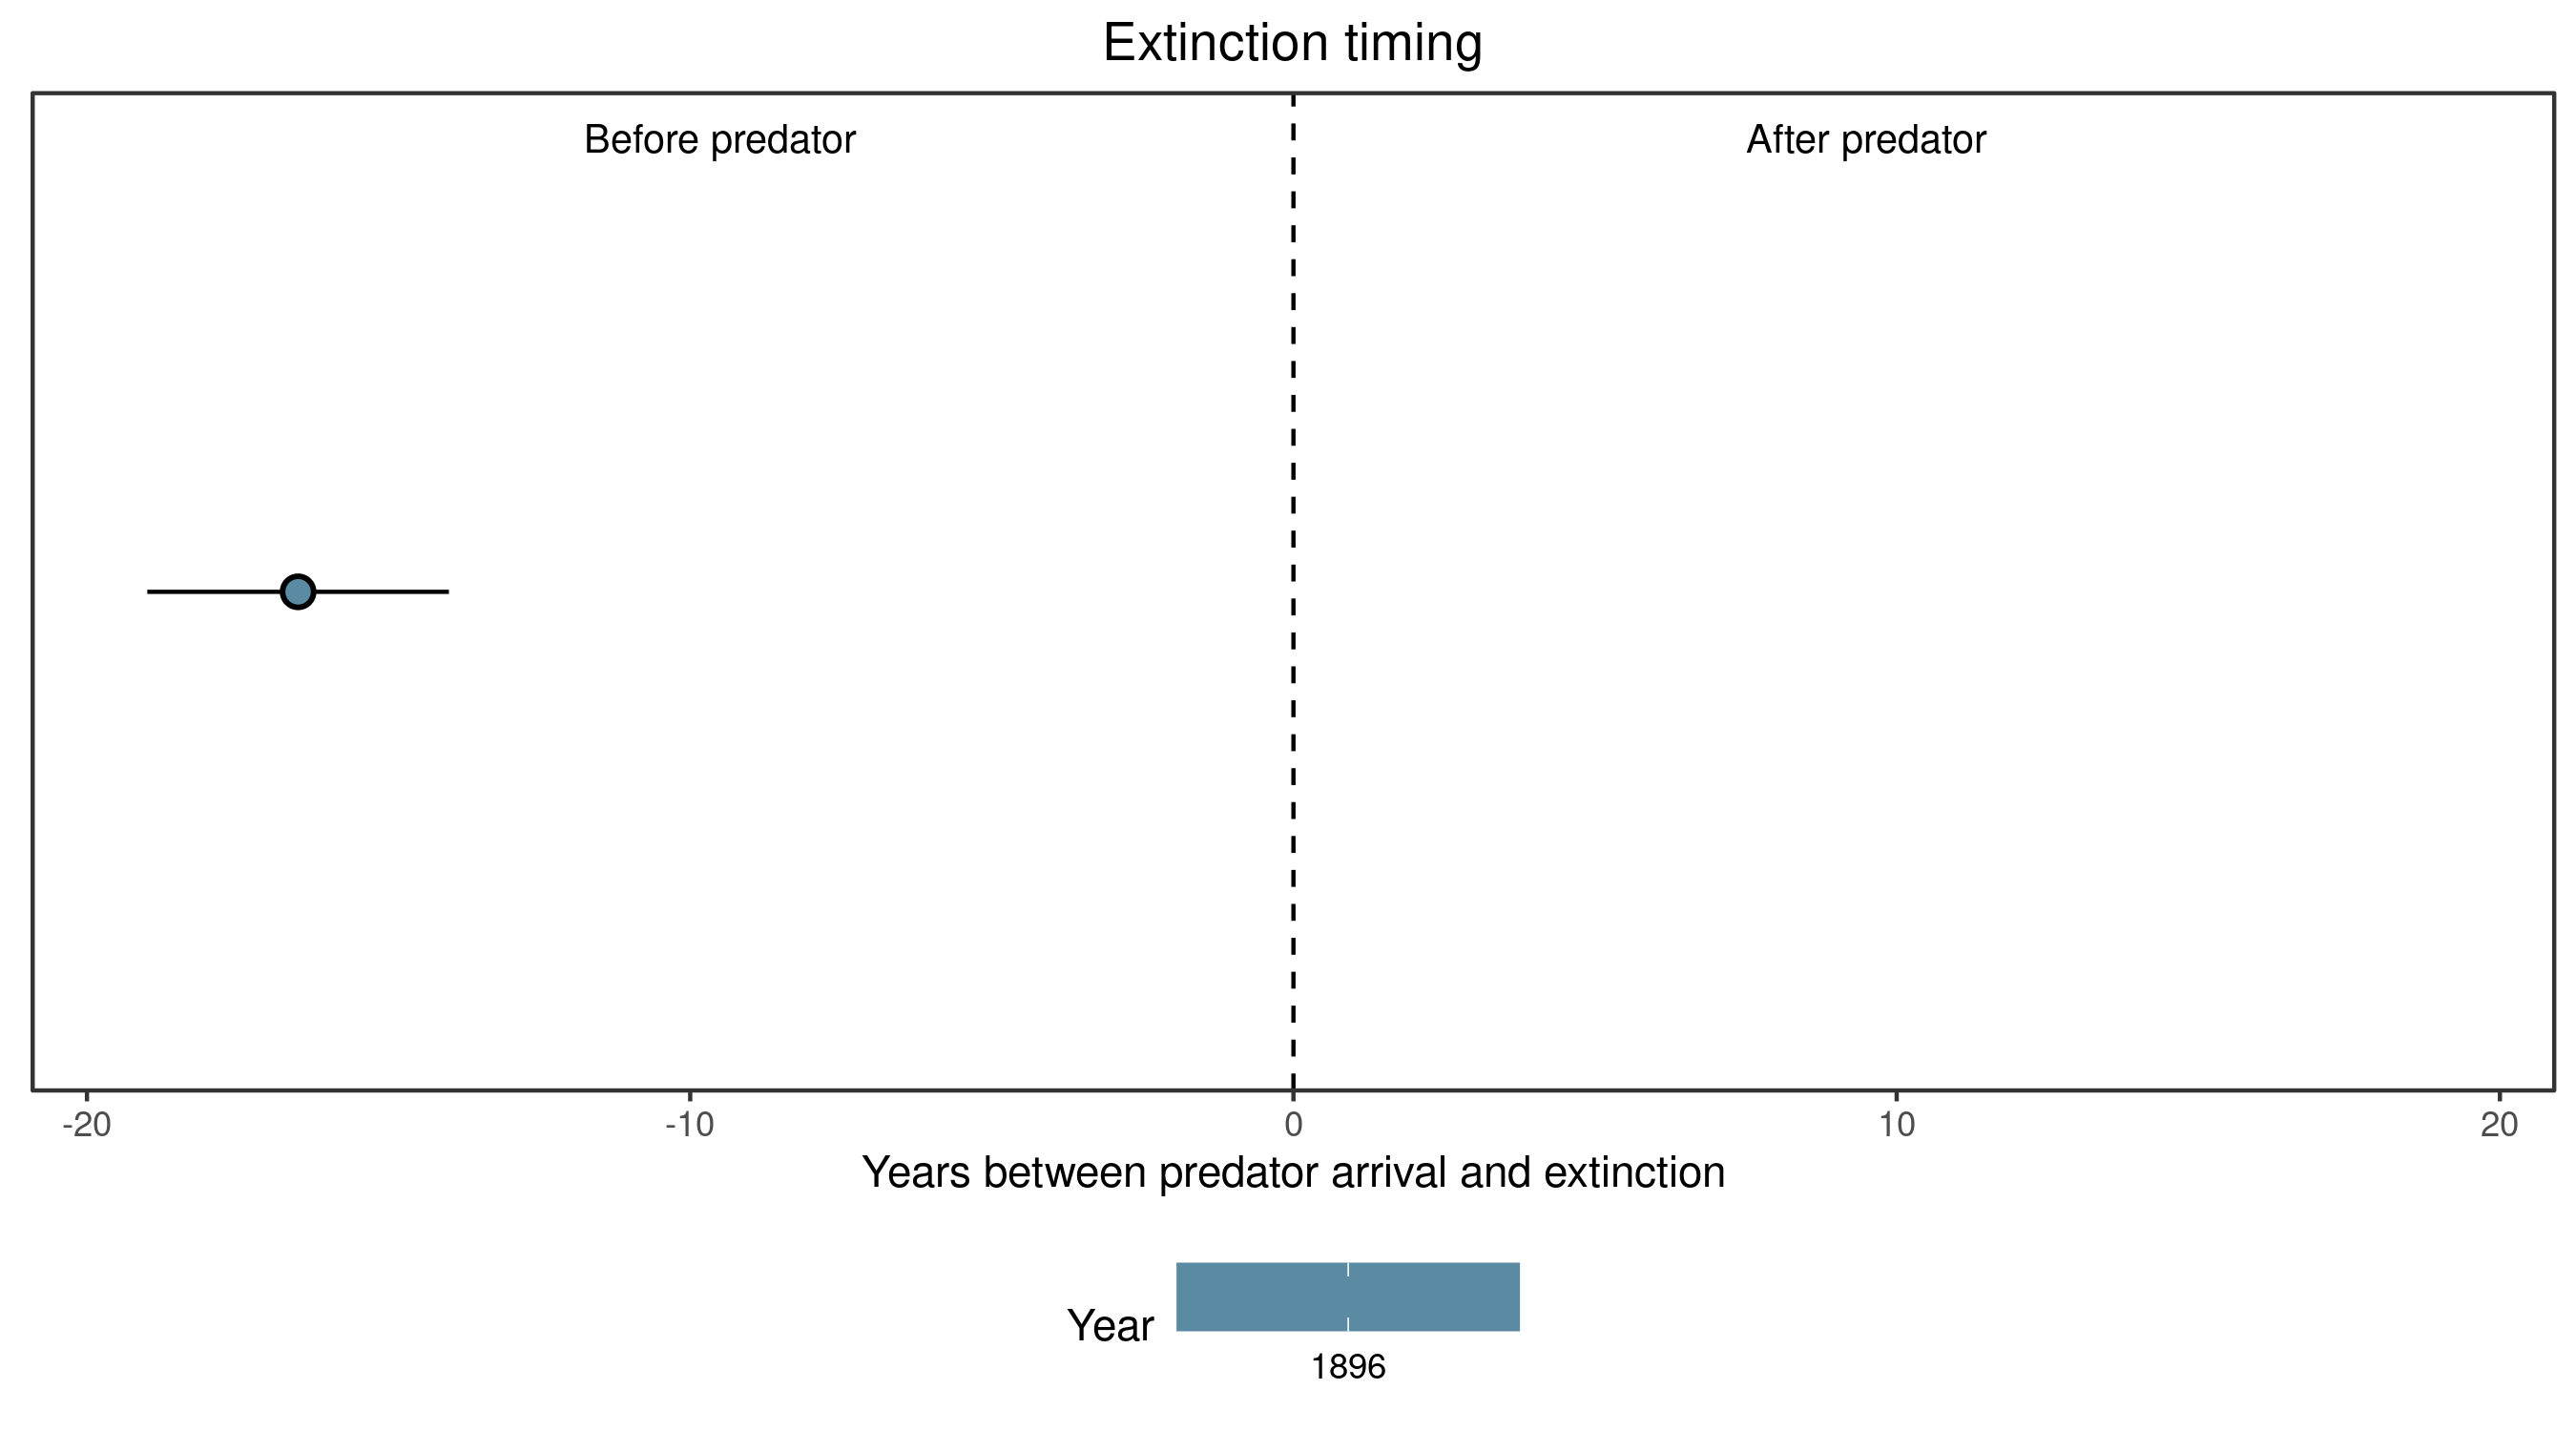 Extinction timing
Before predator
After predator
-20 -10 0 10 20
Years between predator arrival and extinction
Year
1896